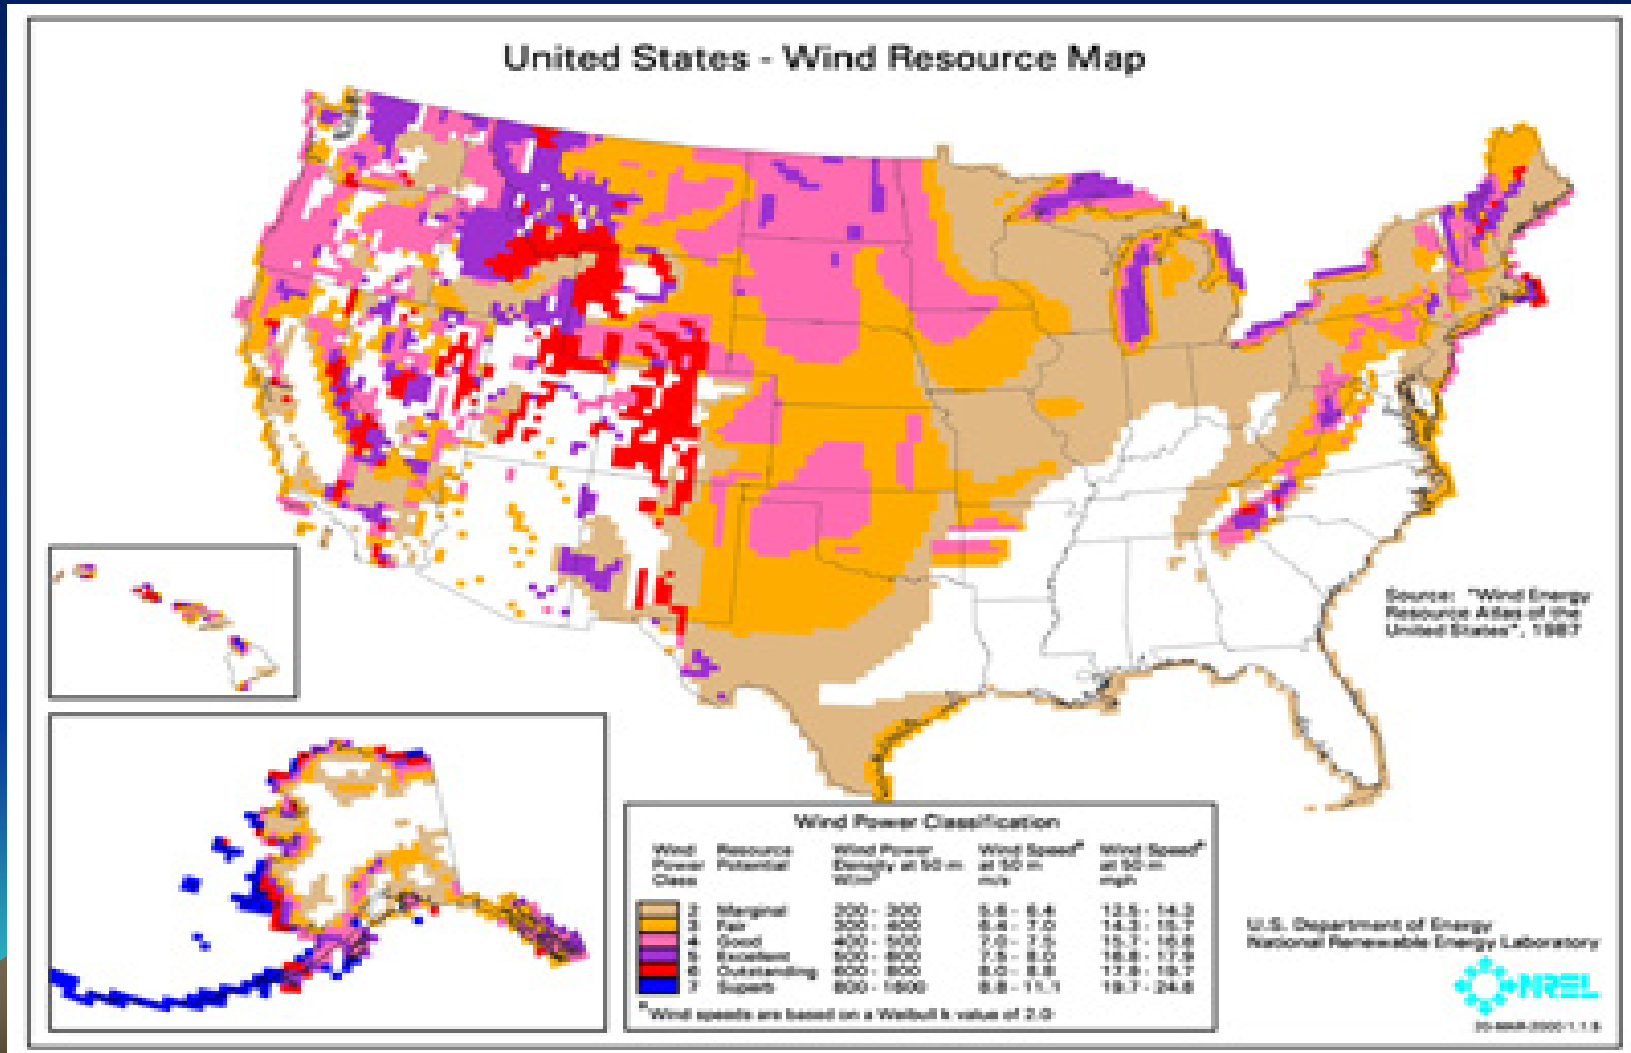 United States - Wind Resource Map
Source: "Wind Energy
Resource Atlas of the
United States", 1987
Wind Power Classification
Wind Power Class
Resource Potential
Wind Power Density at 50 m W/m²
Wind Speedª at 50 m m/s
Wind Speedª at 50 m mph
2 Marginal 200 - 300 5.6 - 6.4 12.5 - 14.3
3 Fair 300 - 400 6.4 - 7.0 14.3 - 15.7
4 Good 400 - 500 7.0 - 7.5 15.7 - 16.8
5 Excellent 500 - 600 7.5 - 8.0 16.8 - 17.9
6 Outstanding 600 - 800 8.0 - 8.8 17.9 - 19.7
7 Superb 800 - 1600 8.8 - 11.1 19.7 - 24.8
ªWind speeds are based on a Weibull k value of 2.0
U.S. Department of Energy
National Renewable Energy Laboratory
NREL